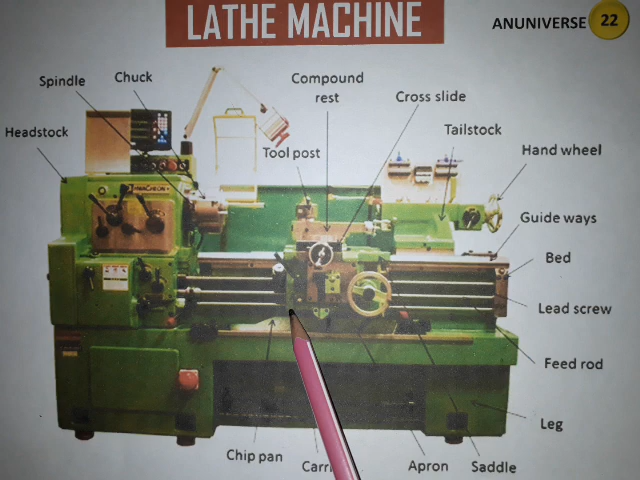 LATHE MACHINE
ANUNIVERSE 22
Spindle
Chuck
Compound
rest
Cross slide
Headstock
Tool post
Tailstock
Hand wheel
Guide ways
Bed
Lead screw
Feed rod
Leg
Chip pan
Apron
Saddle